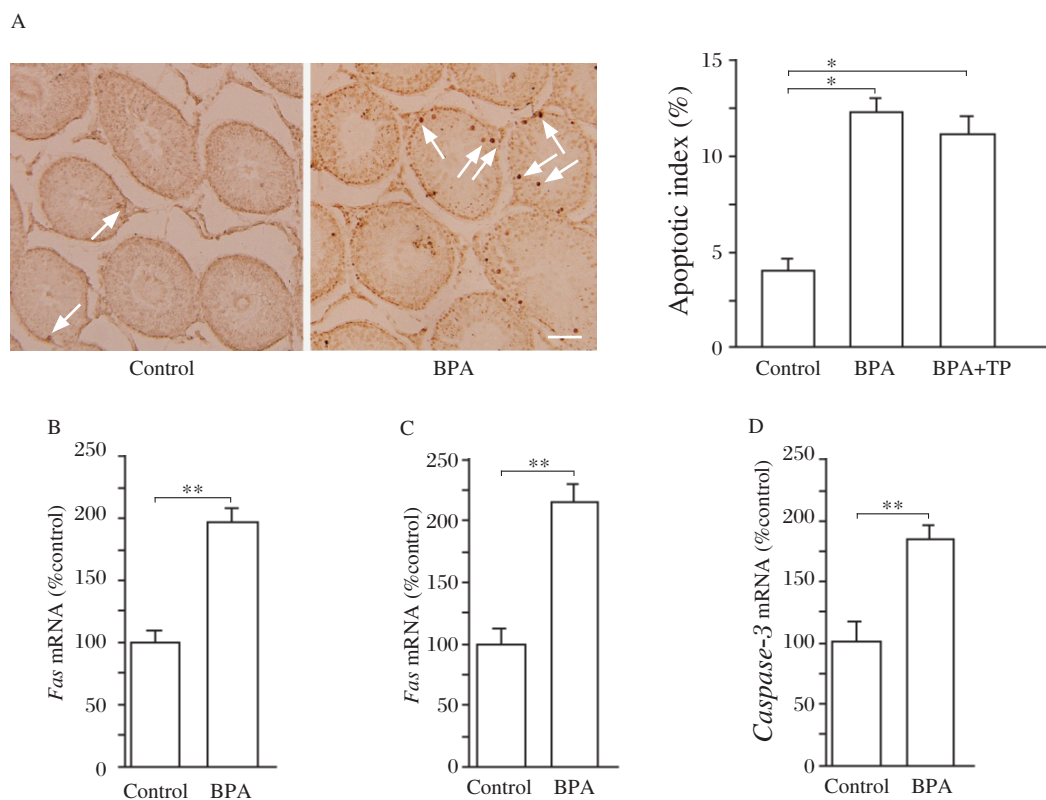 A
Control
BPA
Apoptotic index (%)
15
10
5
0
*
*
Control
BPA
BPA+TP
B
Fas mRNA (%control)
250
200
150
100
50
0
**
Control
BPA
C
Fas mRNA (%control)
250
200
150
100
50
0
**
Control
BPA
D
Caspase-3 mRNA (%control)
250
200
150
100
50
0
**
Control
BPA